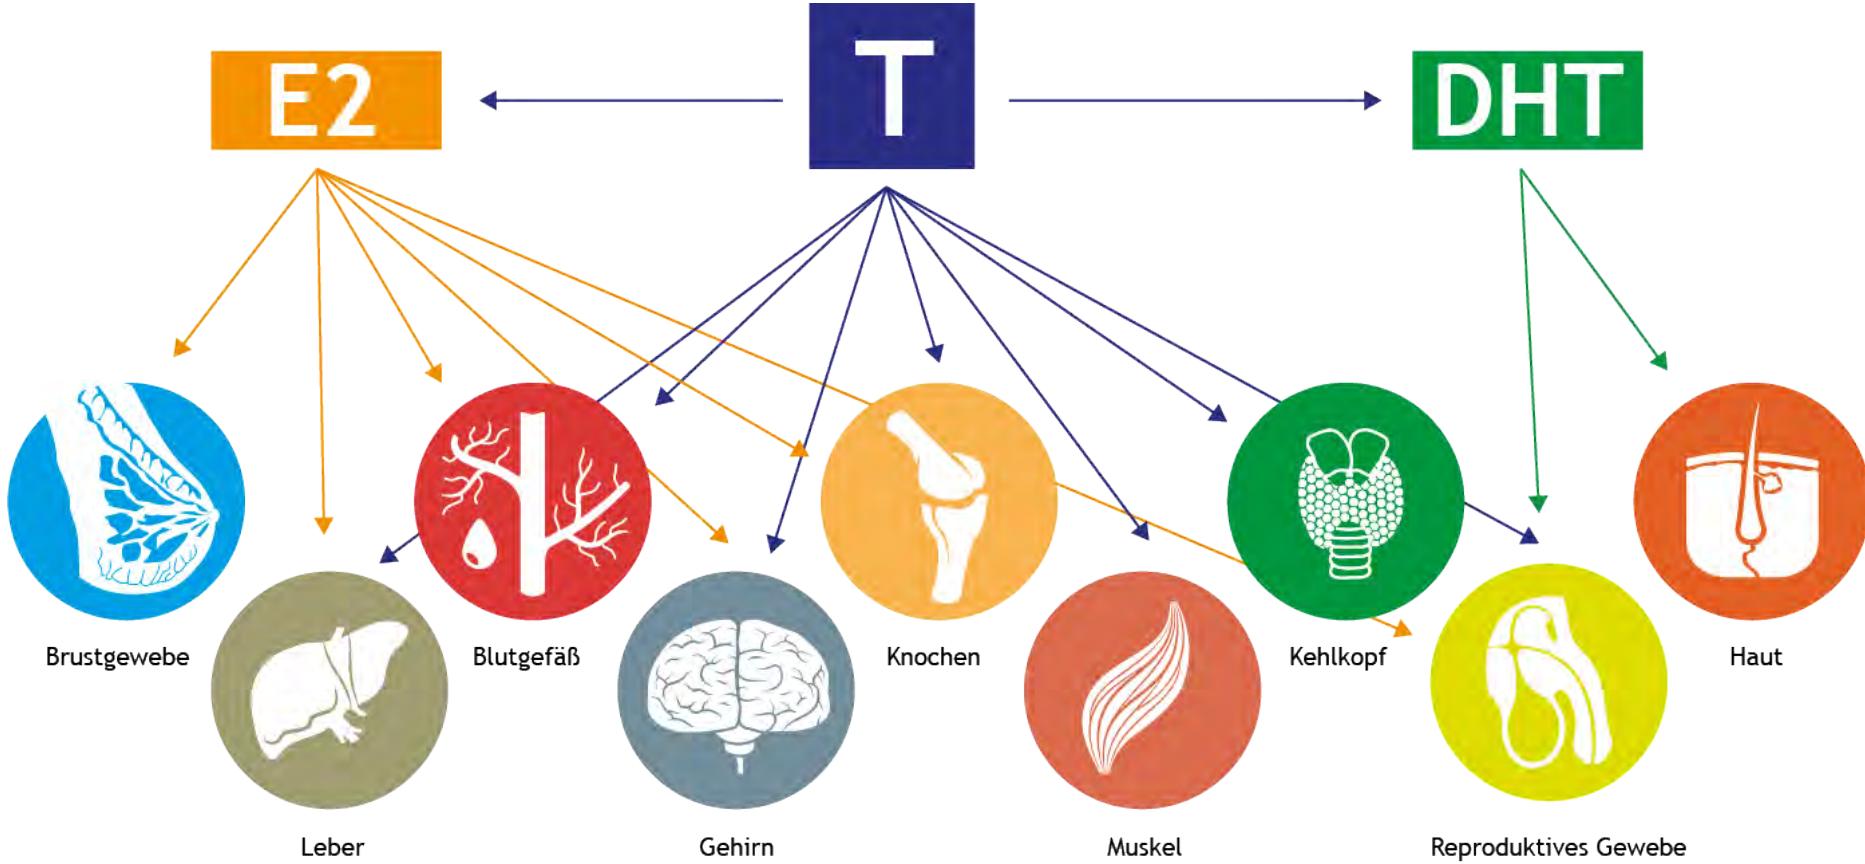 E2
T
DHT
Brustgewebe
Blutgefäß
Knochen
Kehlkopf
Haut
Leber
Gehirn
Muskel
Reproduktives Gewebe